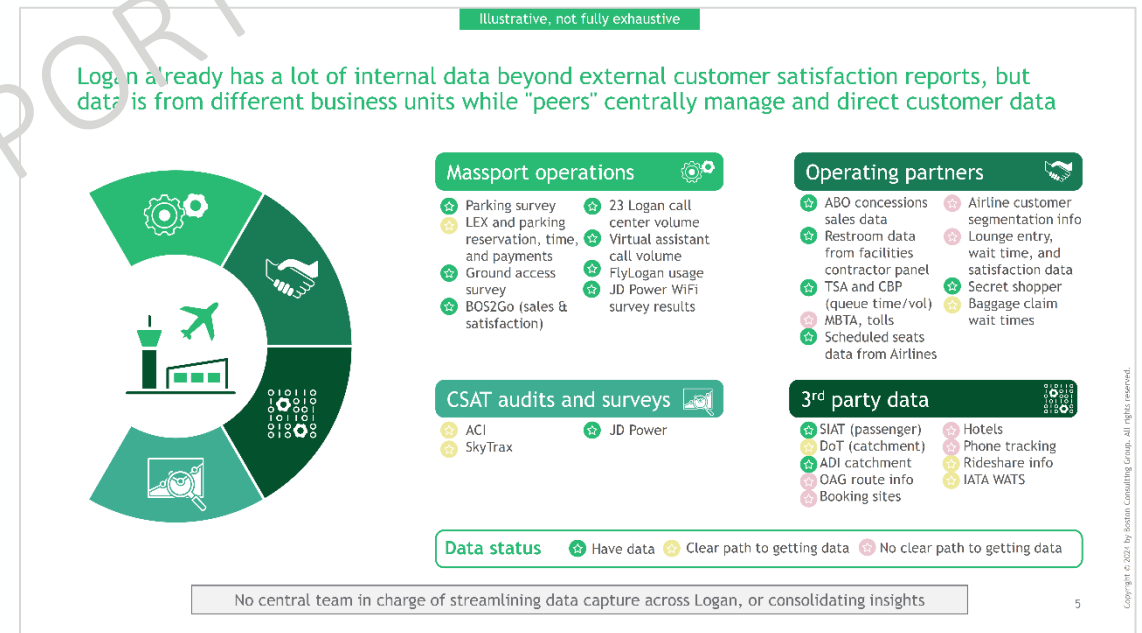 Illustrative, not fully exhaustive
PORT
Logan already has a lot of internal data beyond external customer satisfaction reports, but
data is from different business units while "peers" centrally manage and direct customer data
Massport operations
Parking survey
LEX and parking
reservation, time,
and payments
Ground access
survey
BOS2Go (sales &
satisfaction)
23 Logan call
center volume
Virtual assistant
call volume
FlyLogan usage
JD Power WiFi
survey results
Operating partners
ABO concessions
sales data
Restroom data
from facilities
contractor panel
TSA and CBP
(queue time/vol)
MBTA, tolls
Scheduled seats
data from Airlines
Airline customer
segmentation info
Lounge entry,
wait time, and
satisfaction data
Secret shopper
Baggage claim
wait times
CSAT audits and surveys
ACI
SkyTrax
JD Power
3rd party data
SIAT (passenger)
DoT (catchment)
ADI catchment
OAG route info
Booking sites
Hotels
Phone tracking
Rideshare info
IATA WATS
Data status
Have data
Clear path to getting data
No clear path to getting data
No central team in charge of streamlining data capture across Logan, or consolidating insights
5
Copyright © 2024 by Boston Consulting Group. All rights reserved.